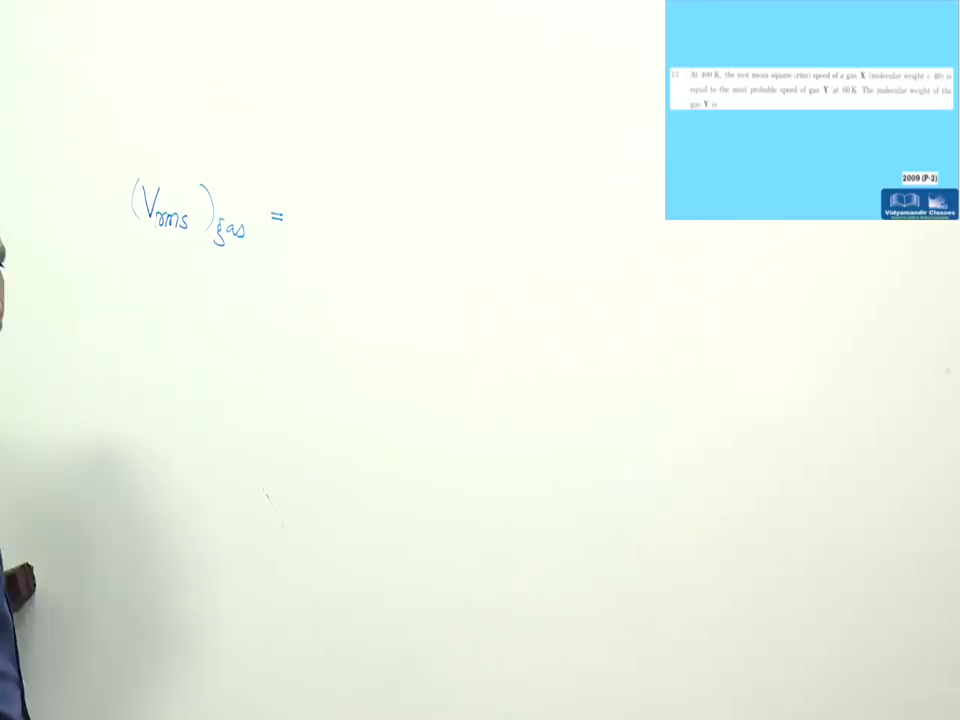 13 At 400 K, the root mean square (rms) speed of a gas X (molecular weight = 40) is
equal to the most probable speed of gas Y at 60 K. The molecular weight of the
gas Y is
2009 (P-2)
Vidyamandir Classes
(Vrms)gas =